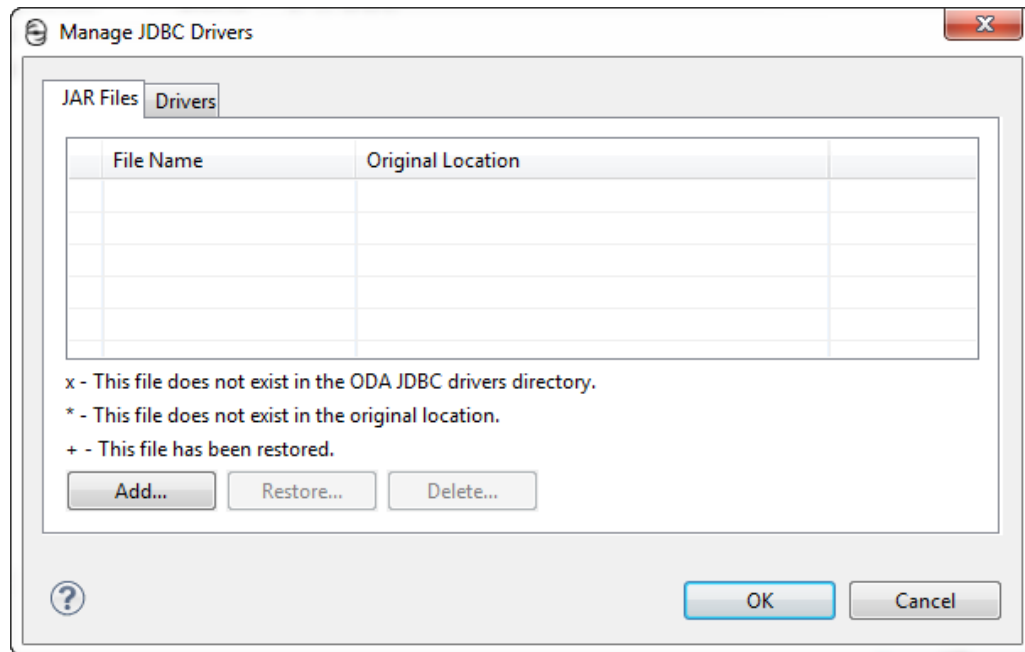 Manage JDBC Drivers
x
JAR Files Drivers
File Name Original Location
x - This file does not exist in the ODA JDBC drivers directory.
* - This file does not exist in the original location.
+ - This file has been restored.
Add... Restore... Delete...
? OK Cancel